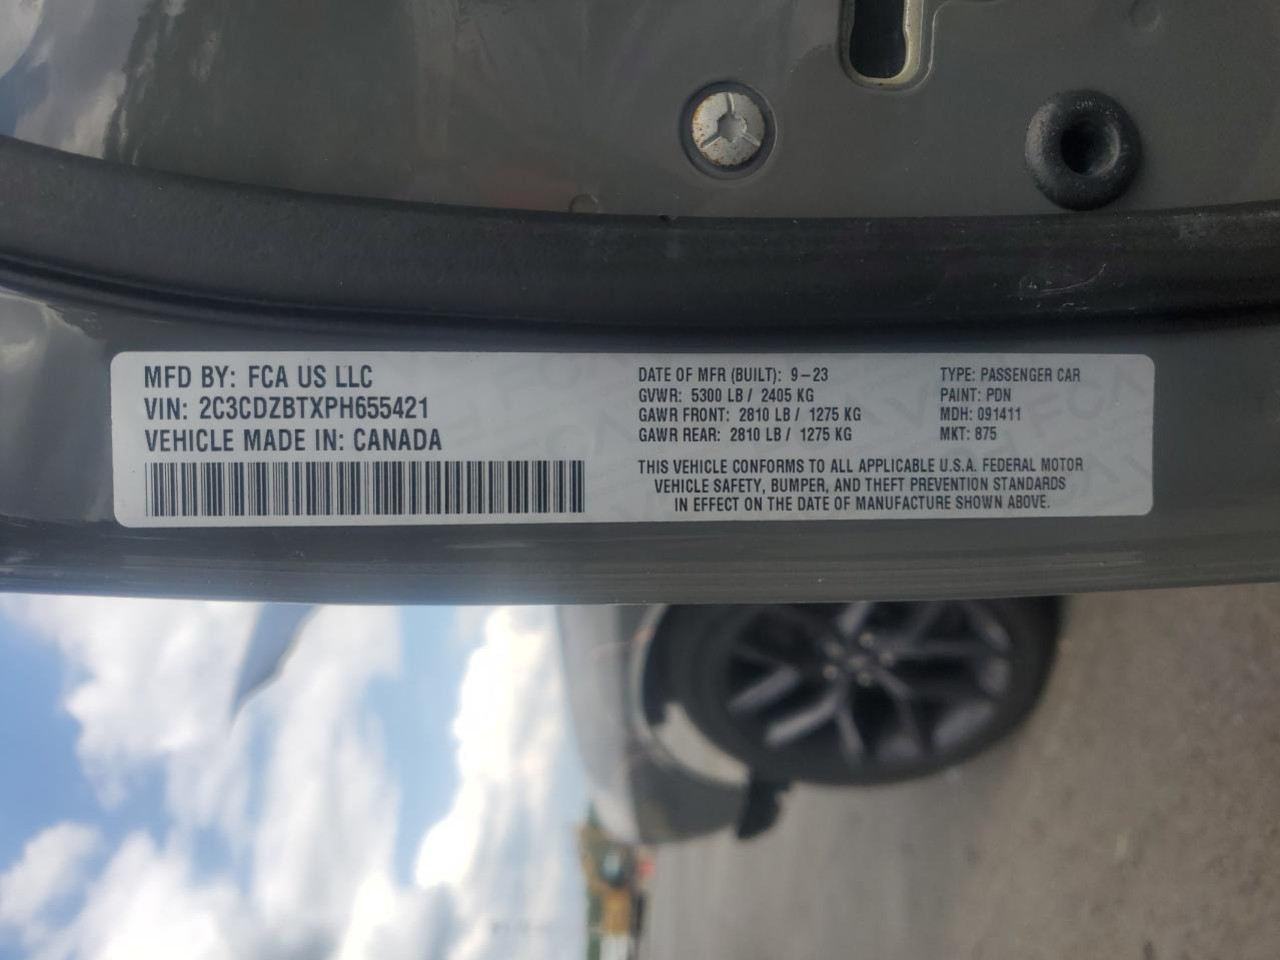 MFD BY: FCA US LLC
VIN: 2C3CDZBTXPH655421
VEHICLE MADE IN: CANADA
DATE OF MFR (BUILT): 9-23
GVWR: 5300 LB / 2405 KG
GAWR FRONT: 2810 LB / 1275 KG
GAWR REAR: 2810 LB / 1275 KG
TYPE: PASSENGER CAR
PAINT: PDN
MDH: 091411
MKT: 875
THIS VEHICLE CONFORMS TO ALL APPLICABLE U.S.A. FEDERAL MOTOR
VEHICLE SAFETY, BUMPER, AND THEFT PREVENTION STANDARDS
IN EFFECT ON THE DATE OF MANUFACTURE SHOWN ABOVE.